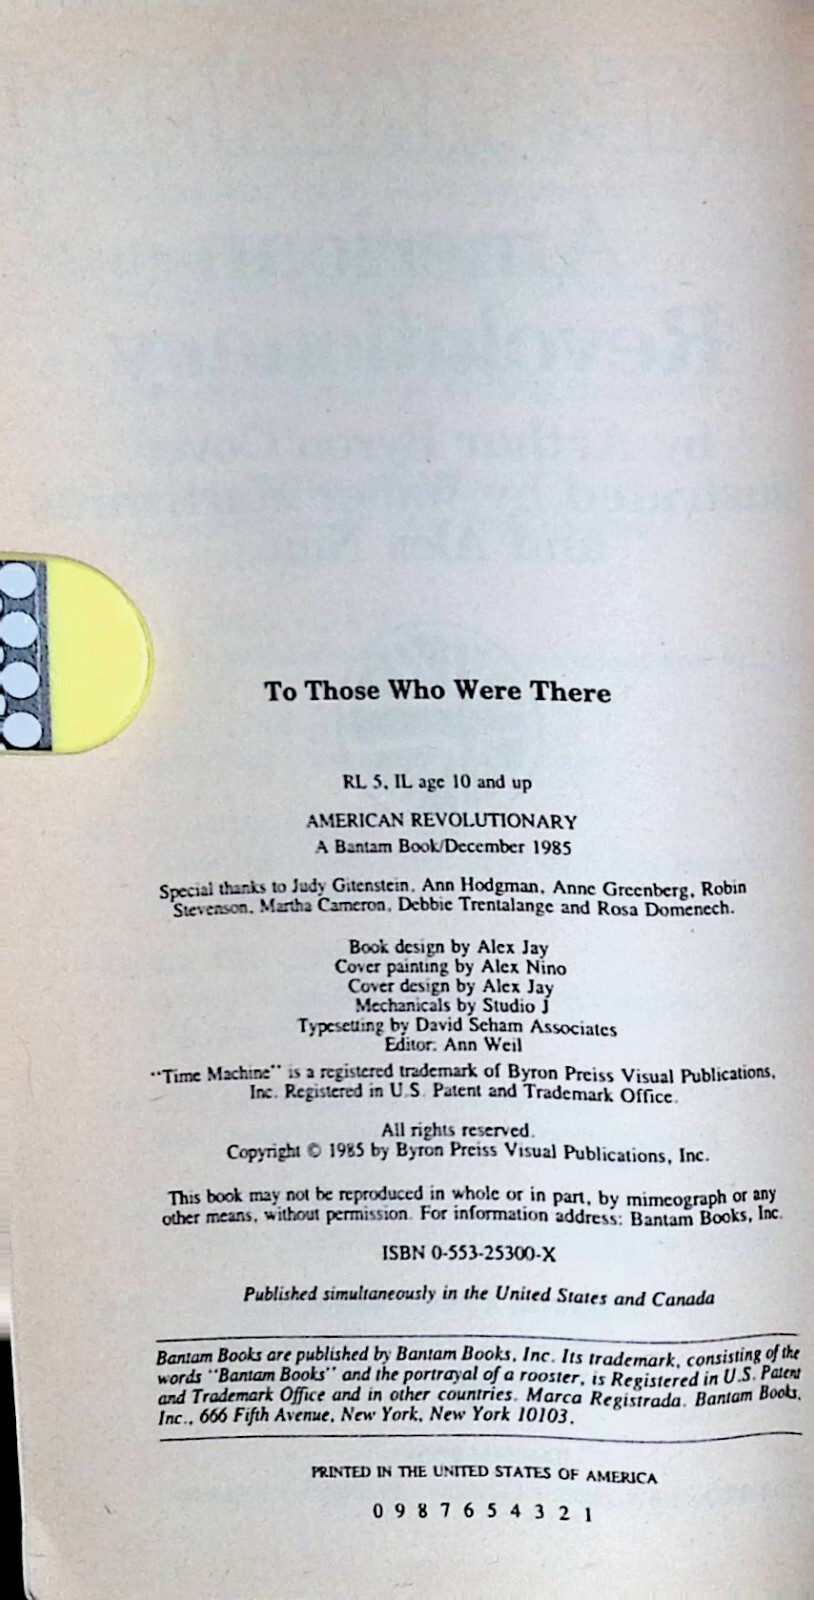 To Those Who Were There
RL 5, IL age 10 and up
AMERICAN REVOLUTIONARY
A Bantam Book/December 1985
Special thanks to Judy Gitenstein, Ann Hodgman, Anne Greenberg, Robin
Stevenson, Martha Cameron, Debbie Trentalange and Rosa Domenech.
Book design by Alex Jay
Cover painting by Alex Nino
Cover design by Alex Jay
Mechanicals by Studio J
Typesetting by David Seham Associates
Editor: Ann Weil
"Time Machine" is a registered trademark of Byron Preiss Visual Publications,
Inc. Registered in U.S. Patent and Trademark Office.
All rights reserved.
Copyright © 1985 by Byron Preiss Visual Publications, Inc.
This book may not be reproduced in whole or in part, by mimeograph or any
other means, without permission. For information address: Bantam Books, Inc.
ISBN 0-553-25300-X
Published simultaneously in the United States and Canada
Bantam Books are published by Bantam Books, Inc. Its trademark, consisting of the
words "Bantam Books" and the portrayal of a rooster, is Registered in U.S. Patent
and Trademark Office and in other countries. Marca Registrada. Bantam Books,
Inc., 666 Fifth Avenue, New York, New York 10103.
PRINTED IN THE UNITED STATES OF AMERICA
0 9 8 7 6 5 4 3 2 1